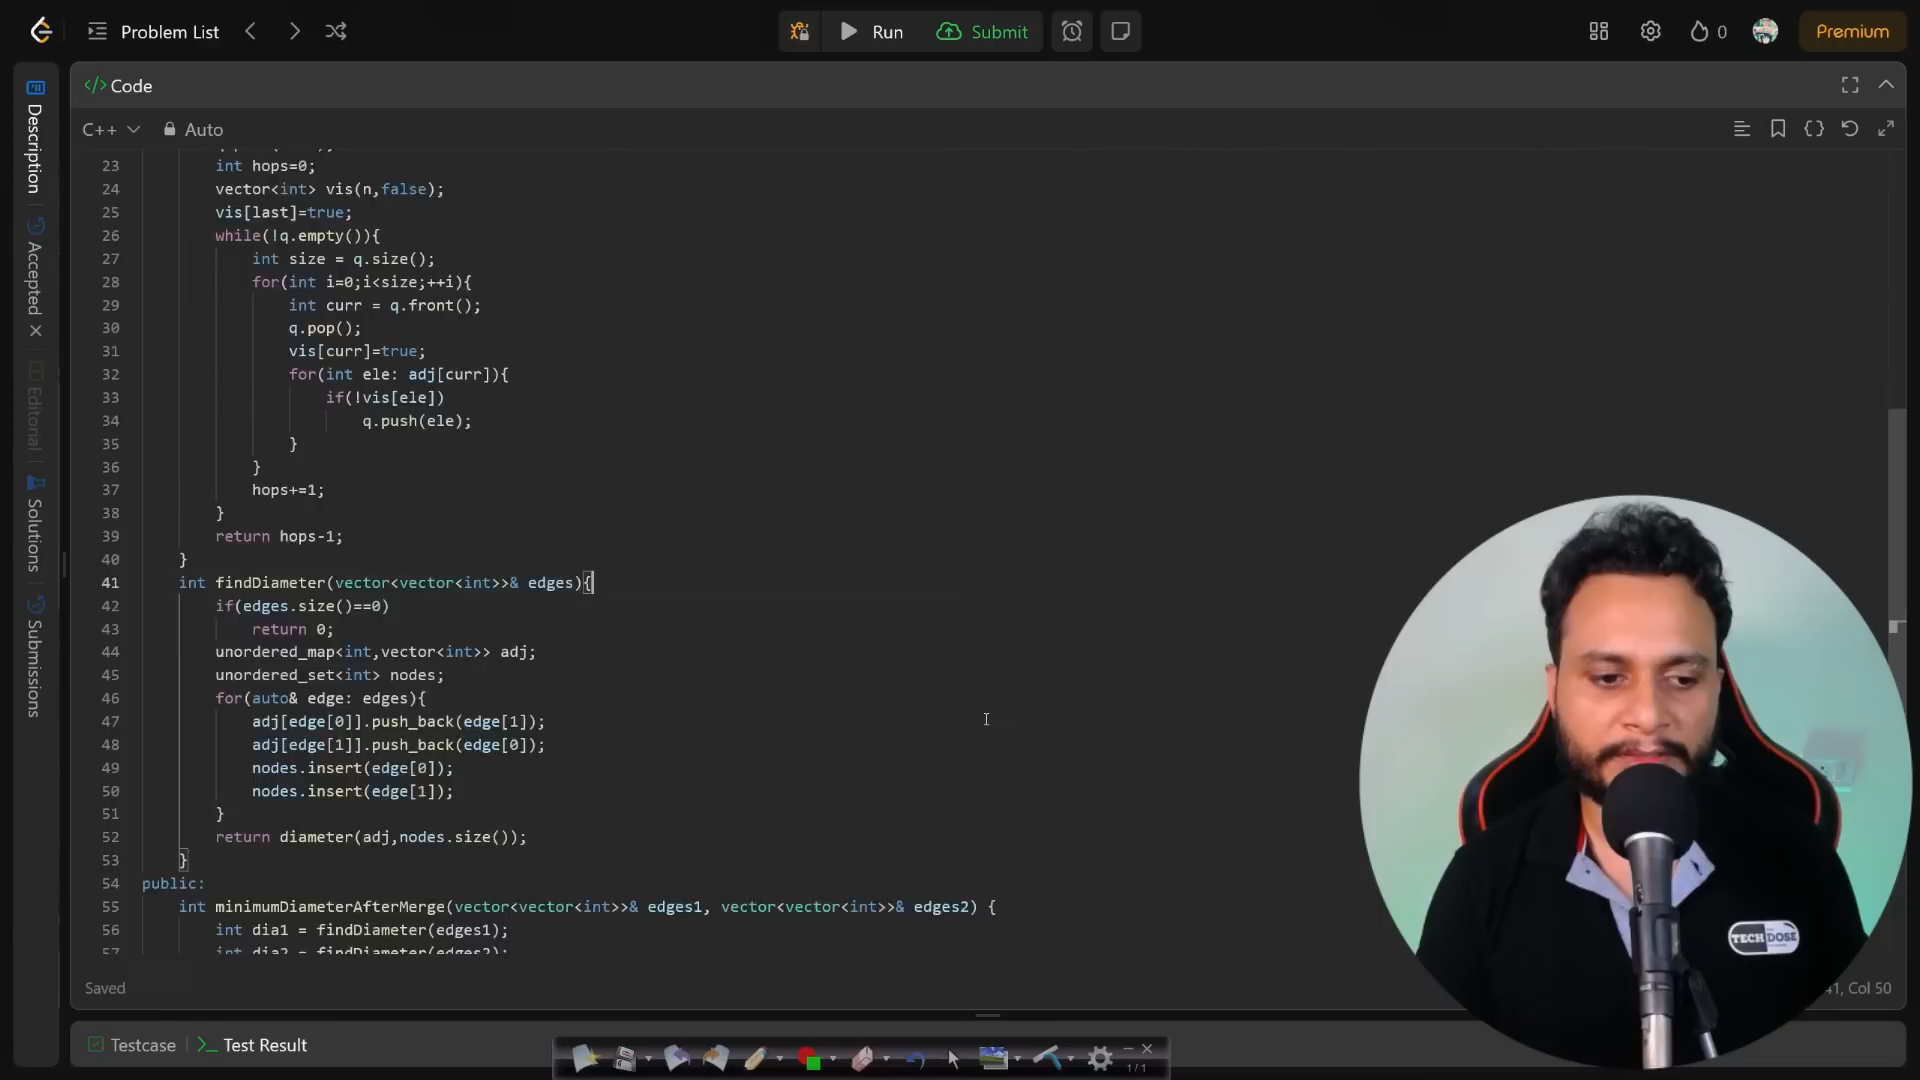 Problem List
Run
Submit
0
Premium
Description
Accepted
Editorial
Solutions
Submissions
</> Code
C++
Auto
23 int hops=0;
24 vector<int> vis(n,false);
25 vis[last]=true;
26 while(!q.empty()){
27 int size = q.size();
28 for(int i=0;i<size;++i){
29 int curr = q.front();
30 q.pop();
31 vis[curr]=true;
32 for(int ele: adj[curr]){
33 if(!vis[ele])
34 q.push(ele);
35 }
36 }
37 hops+=1;
38 }
39 return hops-1;
40 }
41 int findDiameter(vector<vector<int>>& edges){
42 if(edges.size()==0)
43 return 0;
44 unordered_map<int,vector<int>> adj;
45 unordered_set<int> nodes;
46 for(auto& edge: edges){
47 adj[edge[0]].push_back(edge[1]);
48 adj[edge[1]].push_back(edge[0]);
49 nodes.insert(edge[0]);
50 nodes.insert(edge[1]);
51 }
52 return diameter(adj,nodes.size());
53 }
54 public:
55 int minimumDiameterAfterMerge(vector<vector<int>>& edges1, vector<vector<int>>& edges2) {
56 int dia1 = findDiameter(edges1);
57 int dia2 = findDiameter(edges2);
TECH DOSE
Saved
41, Col 50
Testcase
Test Result
1/1